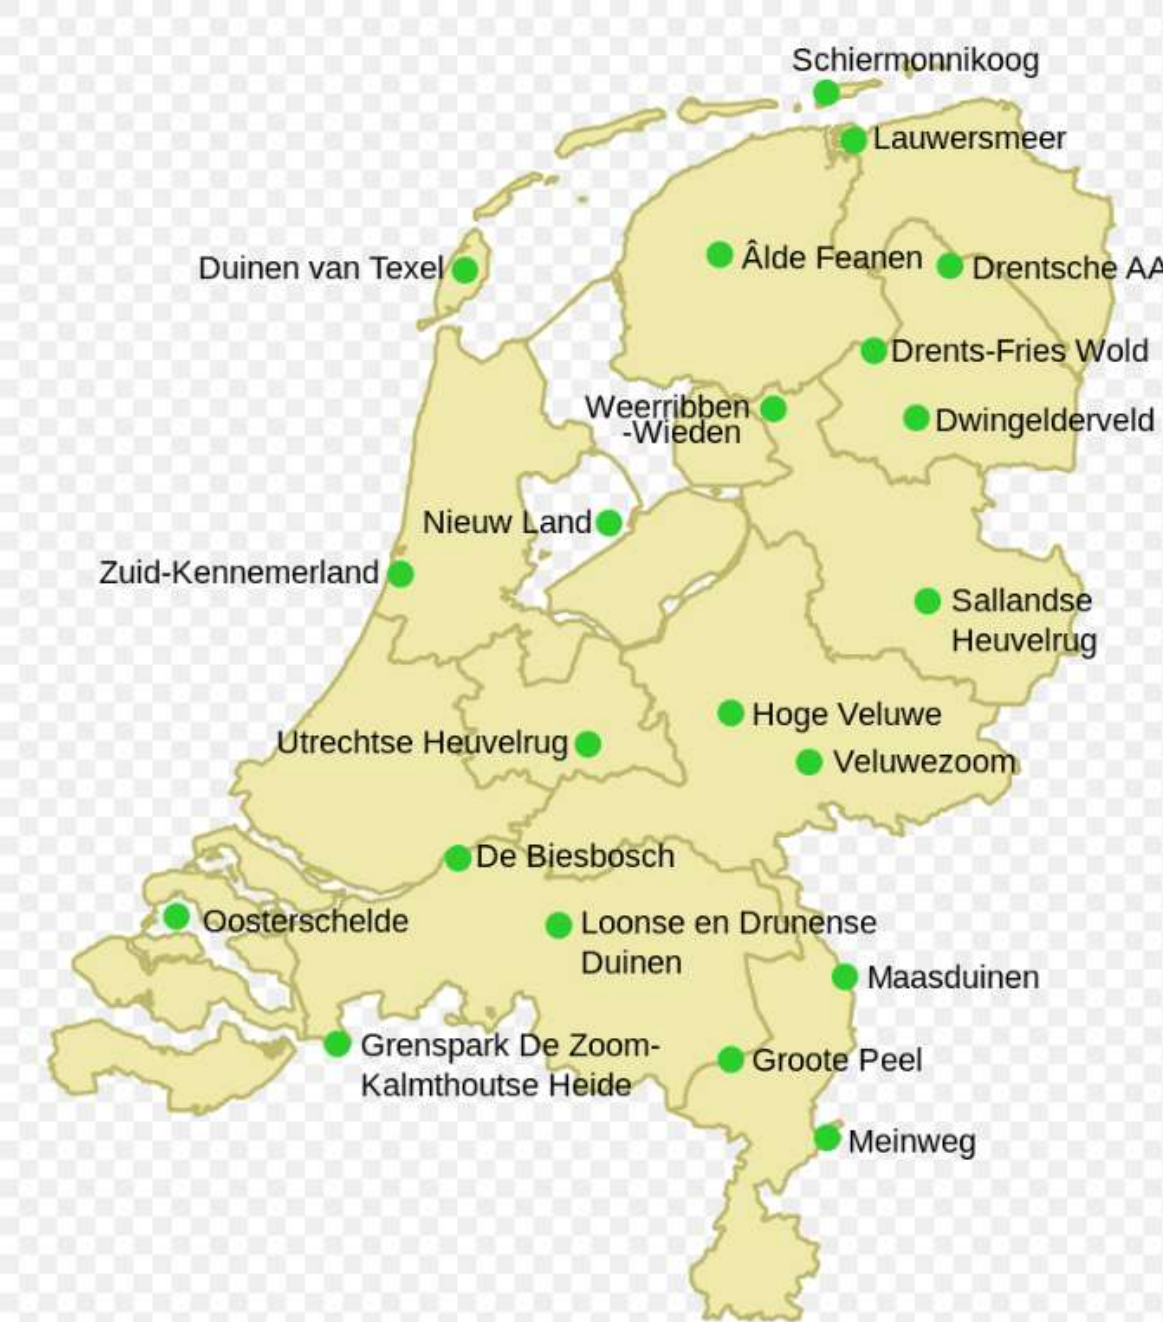 Schiermonnikoog
Lauwersmeer
Âlde Feanen
Duinen van Texel
Drentsche AA
Drents-Fries Wold
Weerribben
-Wieden
Dwingelderveld
Nieuw Land
Zuid-Kennemerland
Sallandse
Heuvelrug
Hoge Veluwe
Utrechtse Heuvelrug
Veluwezoom
De Biesbosch
Oosterschelde
Loonse en Drunense
Duinen
Maasduinen
Grenspark De Zoom-
Kalmthoutse Heide
Groote Peel
Meinweg